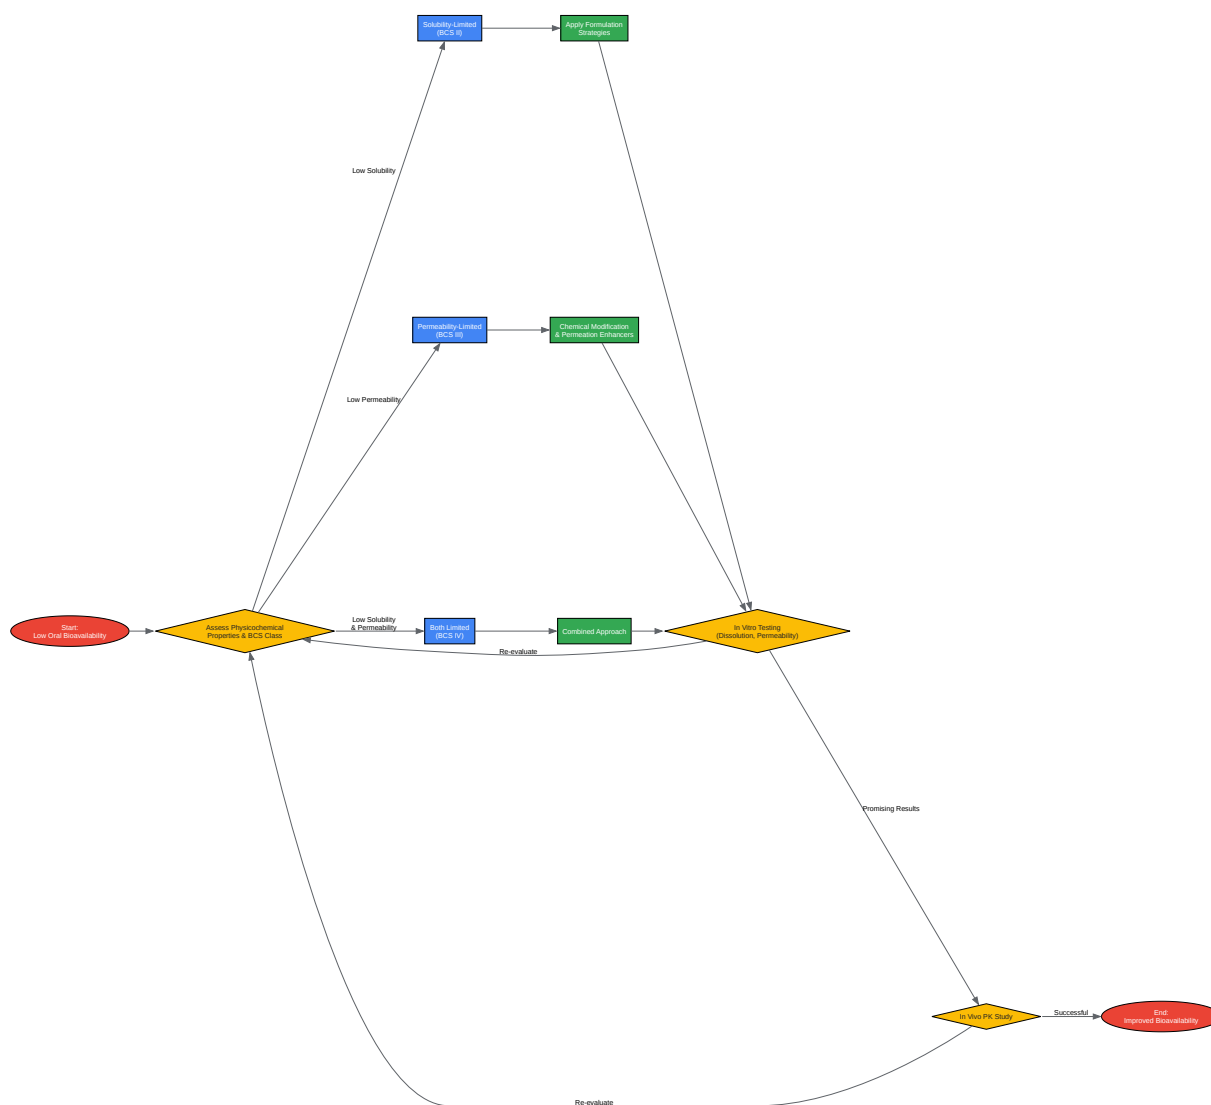 Solubility-Limited
(BCS II)
Apply Formulation
Strategies
Low Solubility
Permeability-Limited
(BCS III)
Chemical Modification
& Permeation Enhancers
Low Permeability
Start:
Low Oral Bioavailability
Assess Physicochemical
Properties & BCS Class
Low Solubility
& Permeability
Both Limited
(BCS IV)
Combined Approach
In Vitro Testing
(Dissolution, Permeability)
Re-evaluate
Promising Results
In Vivo PK Study
Successful
End:
Improved Bioavailability
Re-evaluate